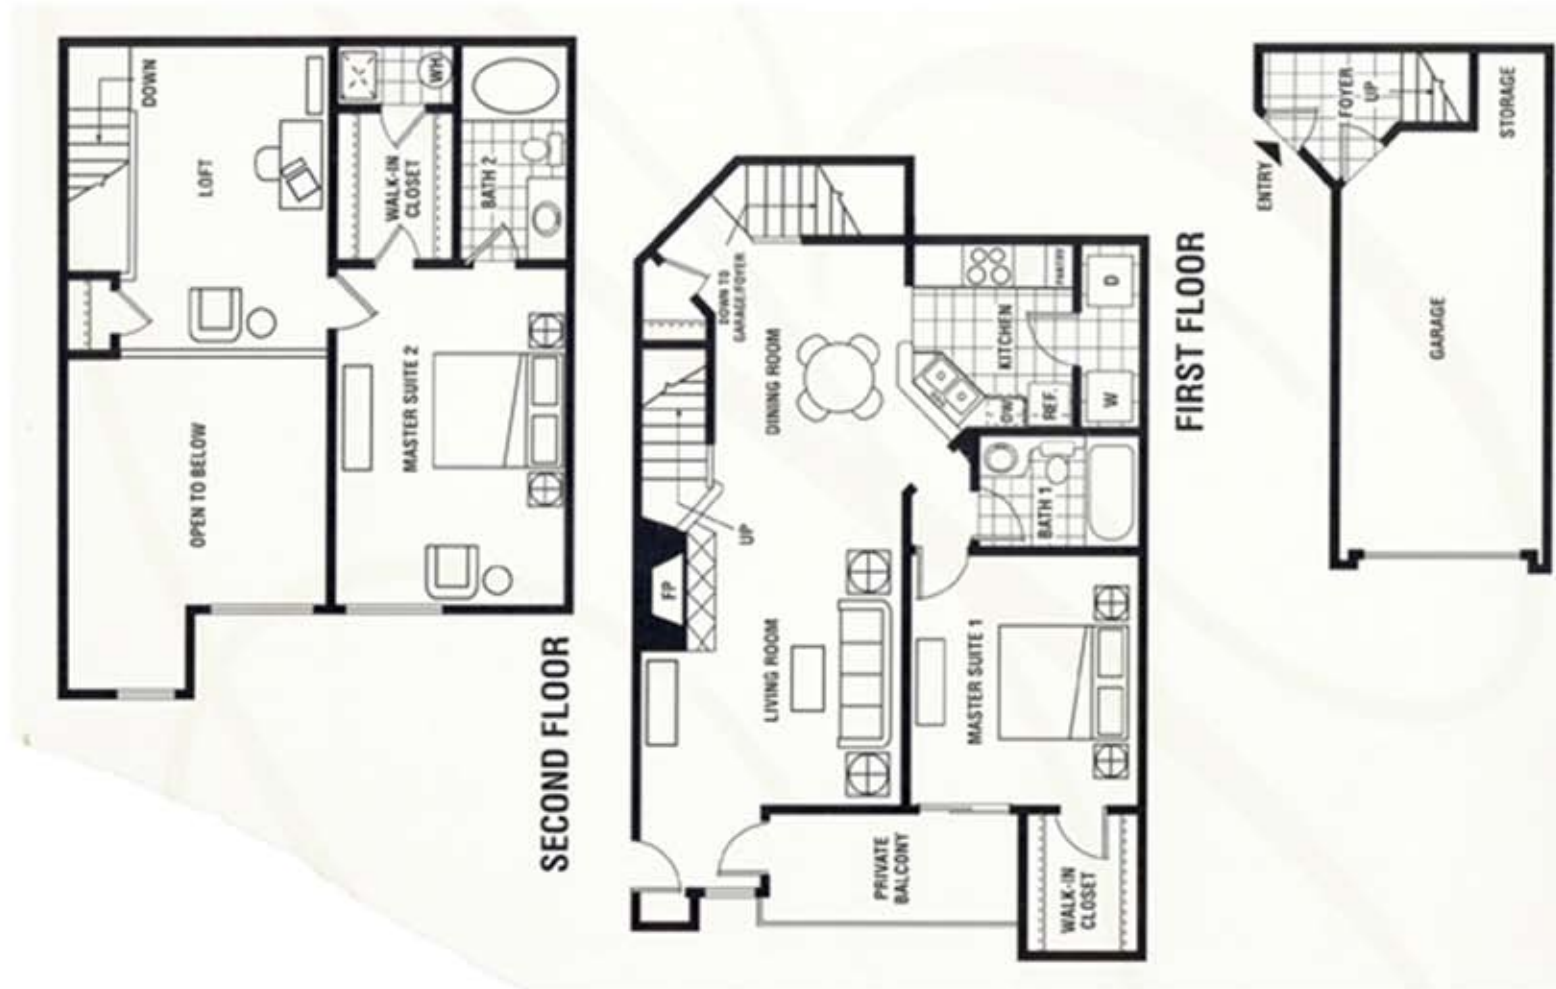 DOWN
LOFT
WH
WALK-IN
CLOSET
BATH 2
MASTER SUITE 2
OPEN TO BELOW
SECOND FLOOR
DOWN TO
GARAGE/FOYER
DINING ROOM
KITCHEN
PANTRY
D
W
DW
REF.
UP
FP
BATH 1
LIVING ROOM
MASTER SUITE 1
PRIVATE
BALCONY
WALK-IN
CLOSET
FIRST FLOOR
ENTRY
FOYER
UP
STORAGE
GARAGE